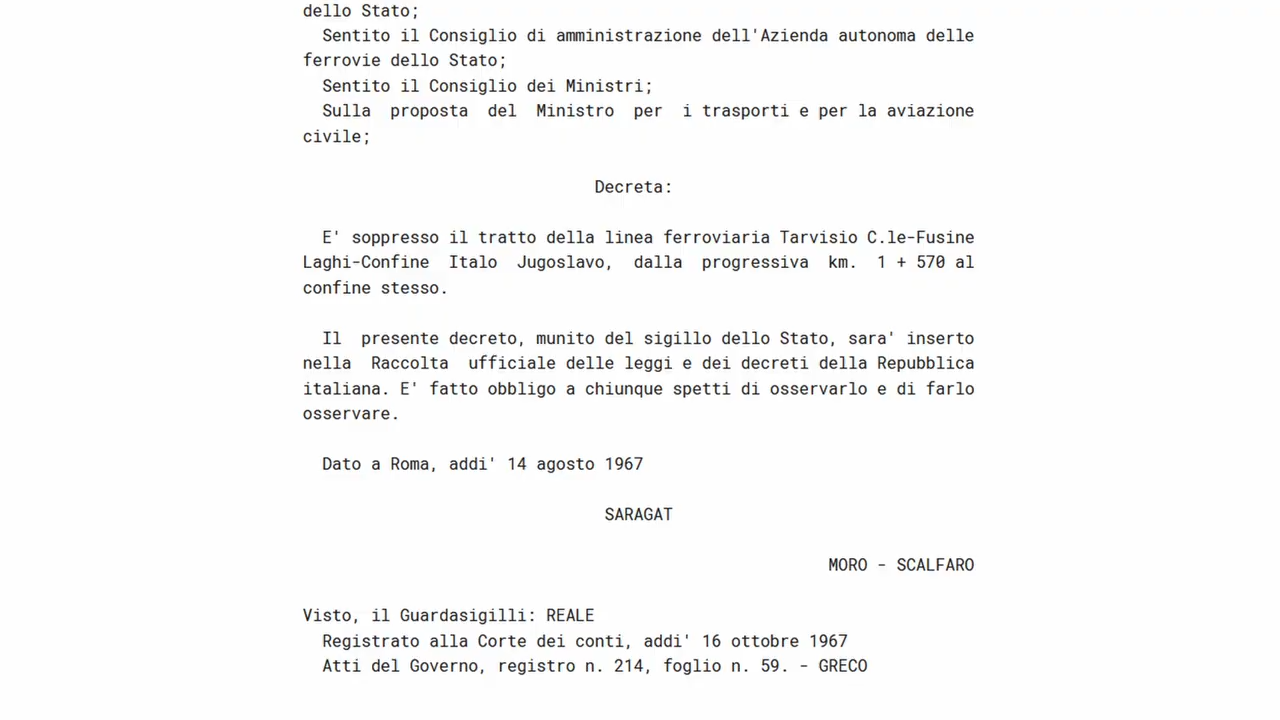 dello Stato;
Sentito il Consiglio di amministrazione dell'Azienda autonoma delle
ferrovie dello Stato;
Sentito il Consiglio dei Ministri;
Sulla proposta del Ministro per i trasporti e per la aviazione
civile;
Decreta:
E' soppresso il tratto della linea ferroviaria Tarvisio C.le-Fusine
Laghi-Confine Italo Jugoslavo, dalla progressiva km. 1 + 570 al
confine stesso.
Il presente decreto, munito del sigillo dello Stato, sara' inserto
nella Raccolta ufficiale delle leggi e dei decreti della Repubblica
italiana. E' fatto obbligo a chiunque spetti di osservarlo e di farlo
osservare.
Dato a Roma, addi' 14 agosto 1967
SARAGAT
MORO - SCALFARO
Visto, il Guardasigilli: REALE
Registrato alla Corte dei conti, addi' 16 ottobre 1967
Atti del Governo, registro n. 214, foglio n. 59. - GRECO